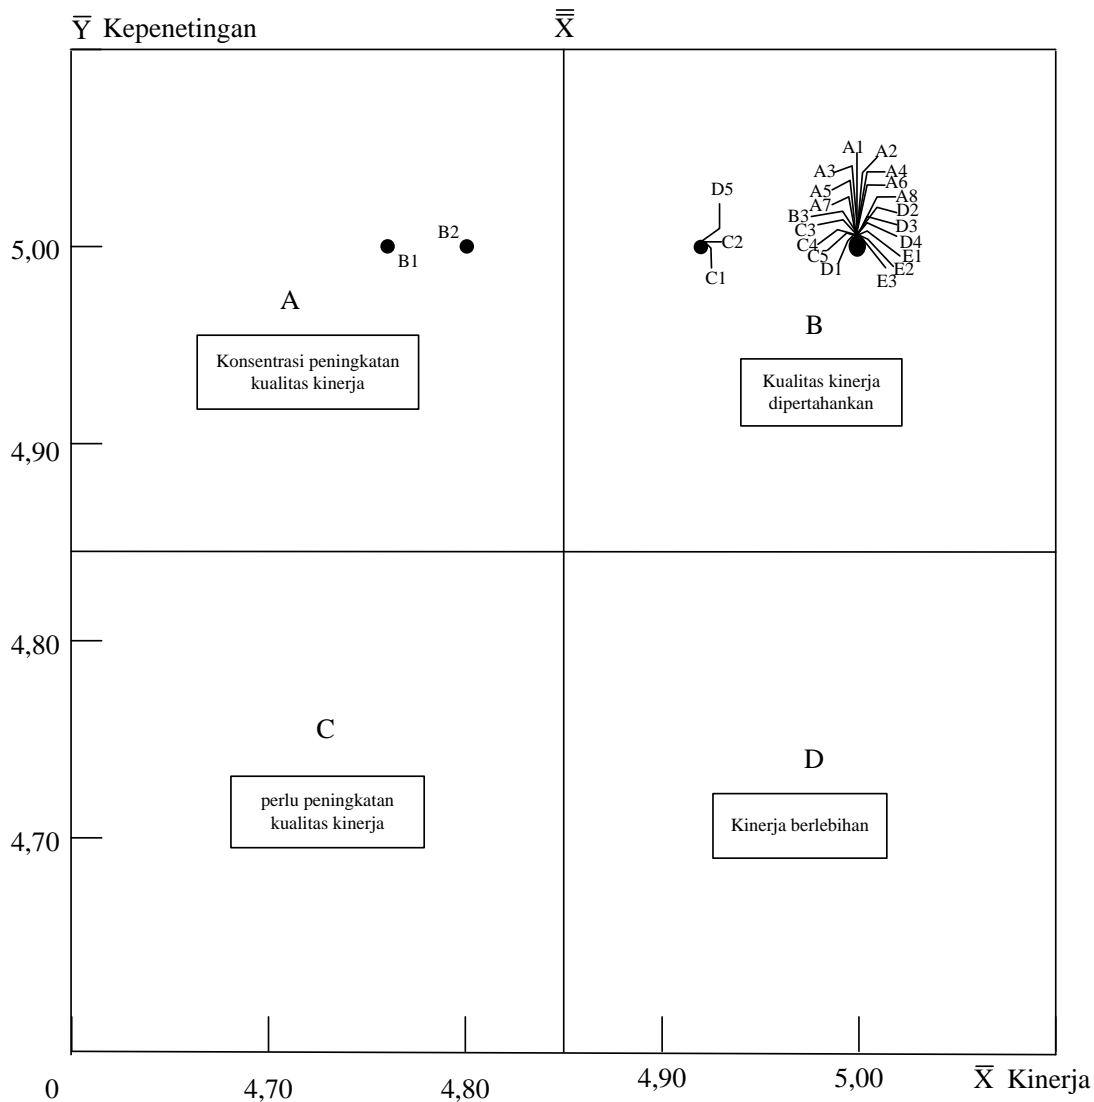 Y̅ Kepenetingan
X̿
A1
A2
A3
A4
A6
A5
A8
A7
D2
B3
D3
C3
D4
C4
E1
C5
E2
D1
E3
D5
C2
C1
5,00
B2
B1
A
Konsentrasi peningkatan
kualitas kinerja
B
Kualitas kinerja
dipertahankan
4,90
4,80
C
perlu peningkatan
kualitas kinerja
D
Kinerja berlebihan
4,70
0
4,70
4,80
4,90
5,00
X̿ Kinerja